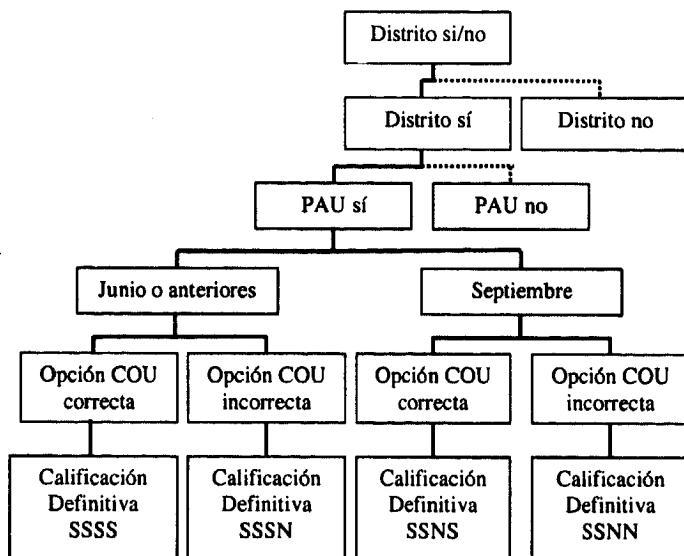 Distrito si/no
Distrito sí
Distrito no
PAU sí
PAU no
Junio o anteriores
Septiembre
Opción COU
correcta
Opción COU
incorrecta
Opción COU
correcta
Opción COU
incorrecta
Calificación
Definitiva
SSSS
Calificación
Definitiva
SSSN
Calificación
Definitiva
SSNS
Calificación
Definitiva
SSNN